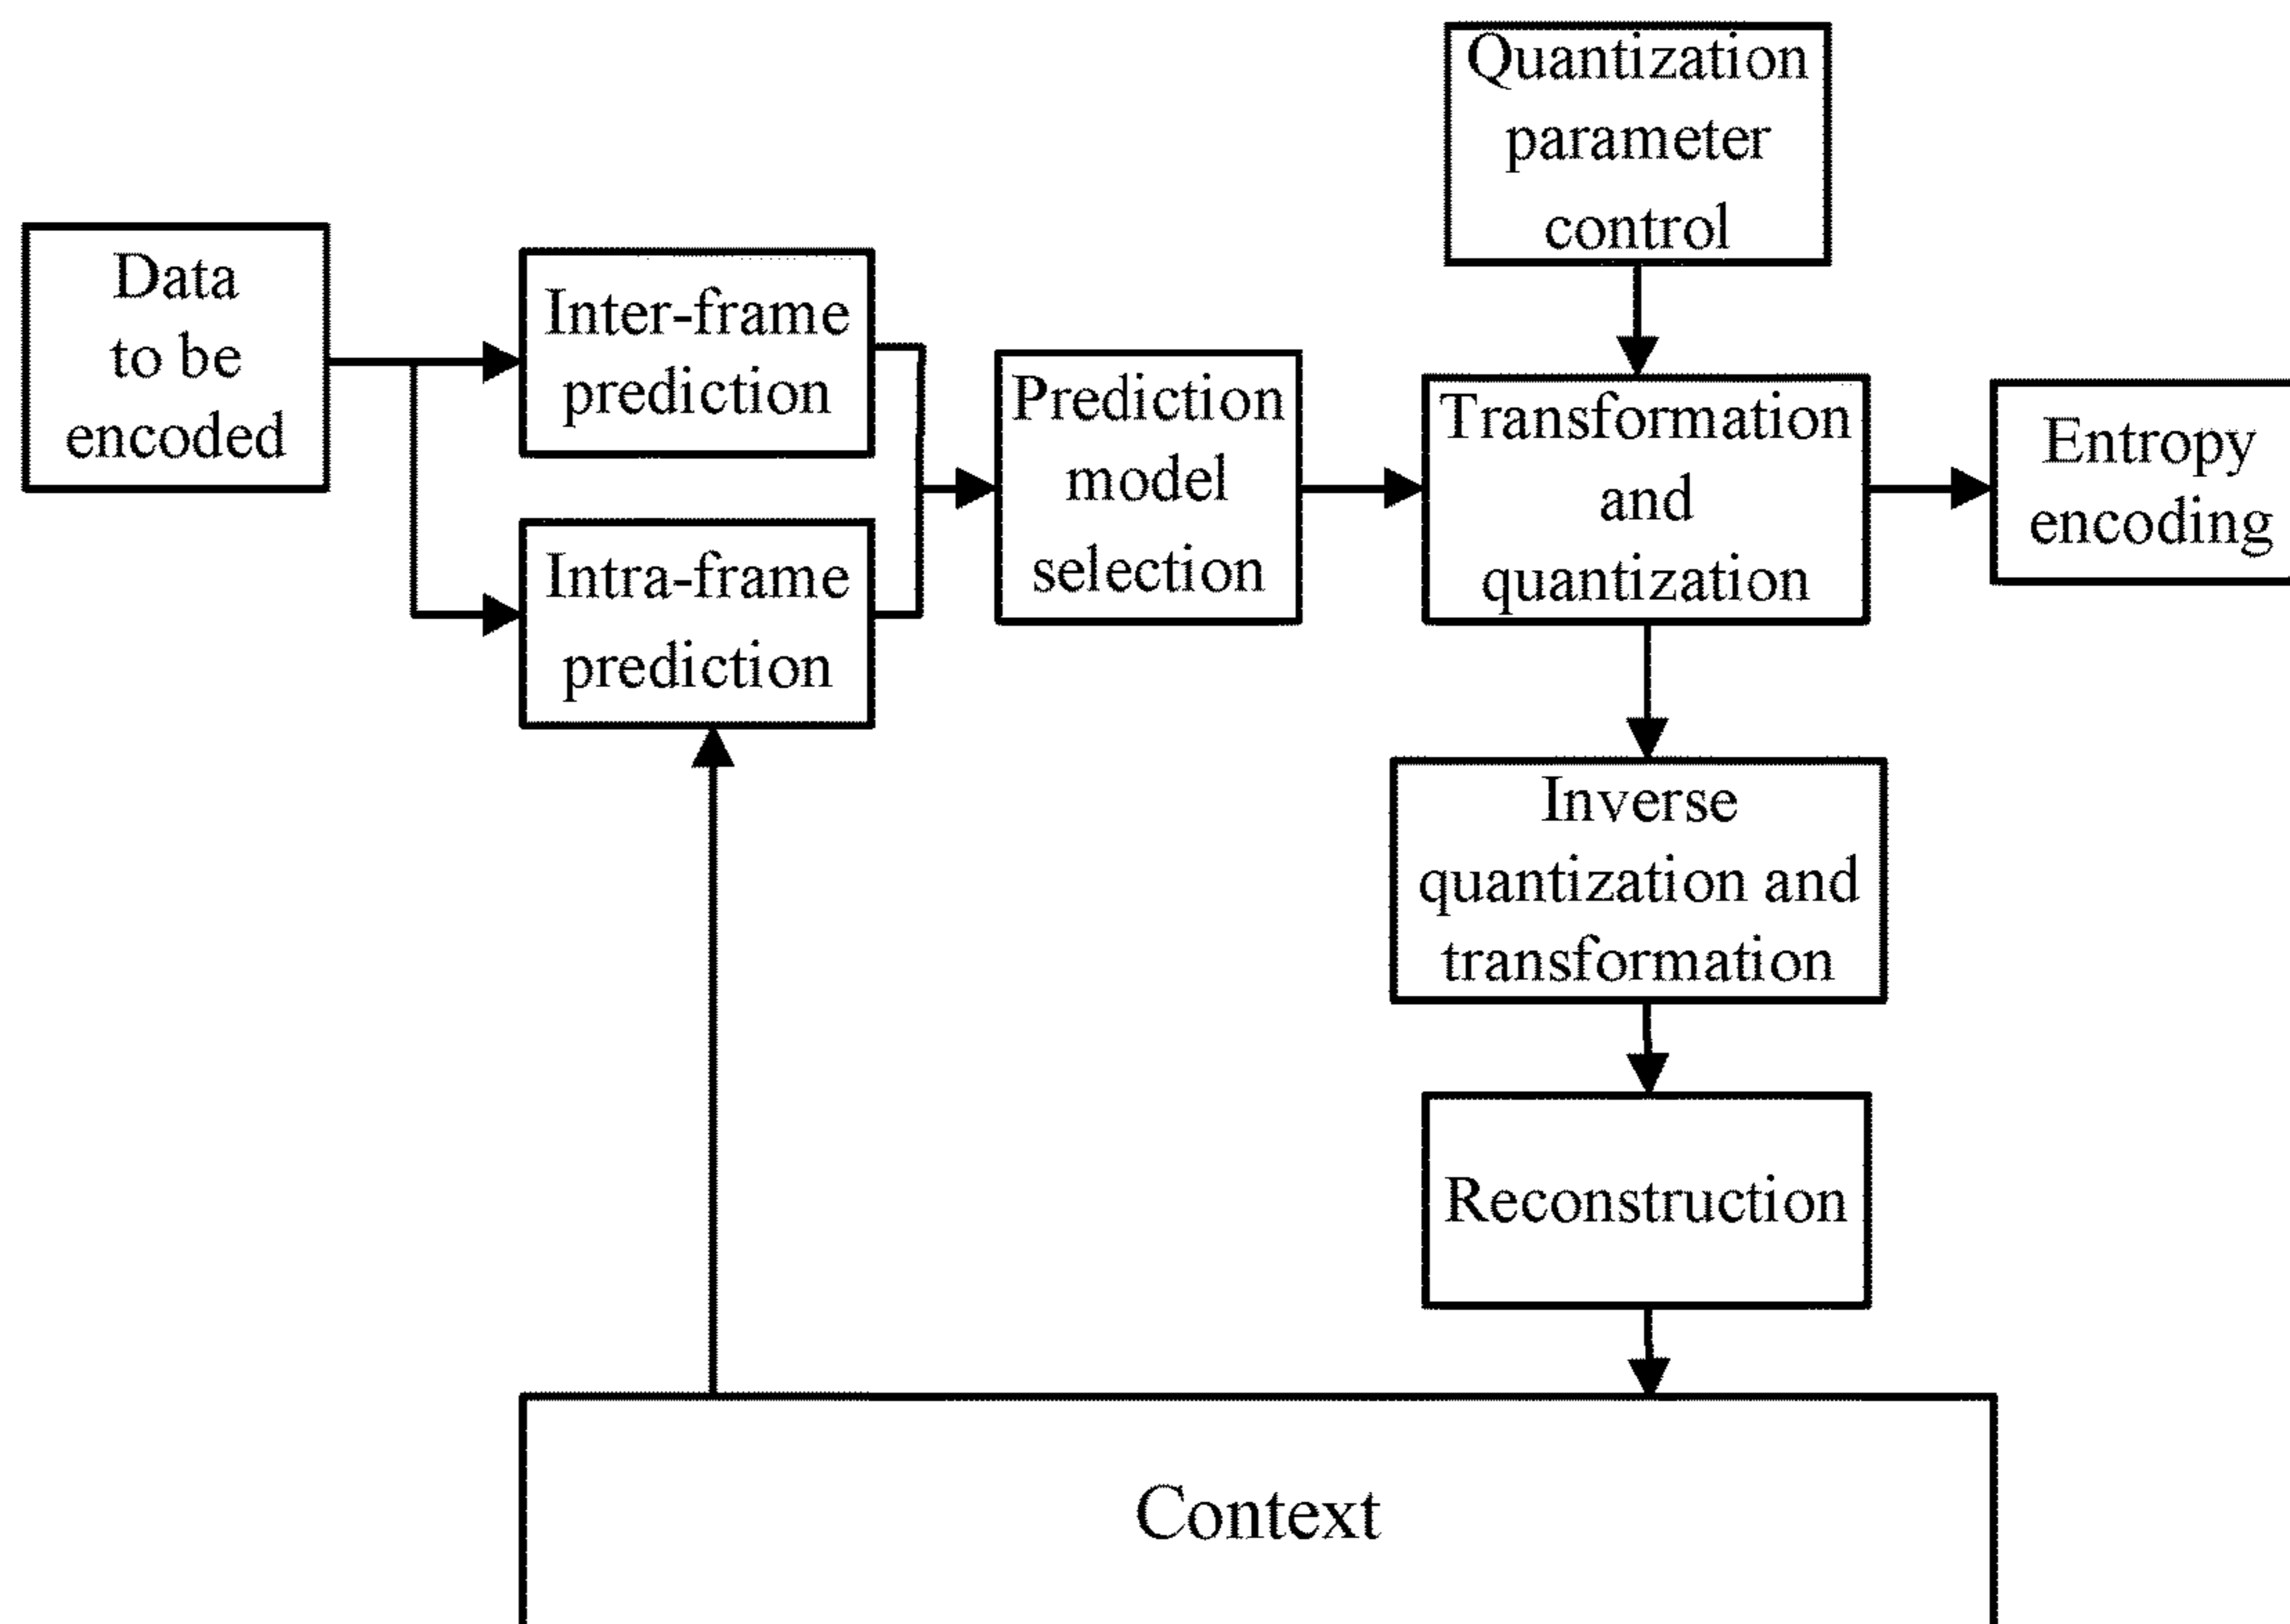 Quantization
parameter
control
Data
to be
encoded
Inter-frame
prediction
Intra-frame
prediction
Prediction
model
selection
Transformation
and
quantization
Entropy
encoding
Inverse
quantization and
transformation
Reconstruction
Context